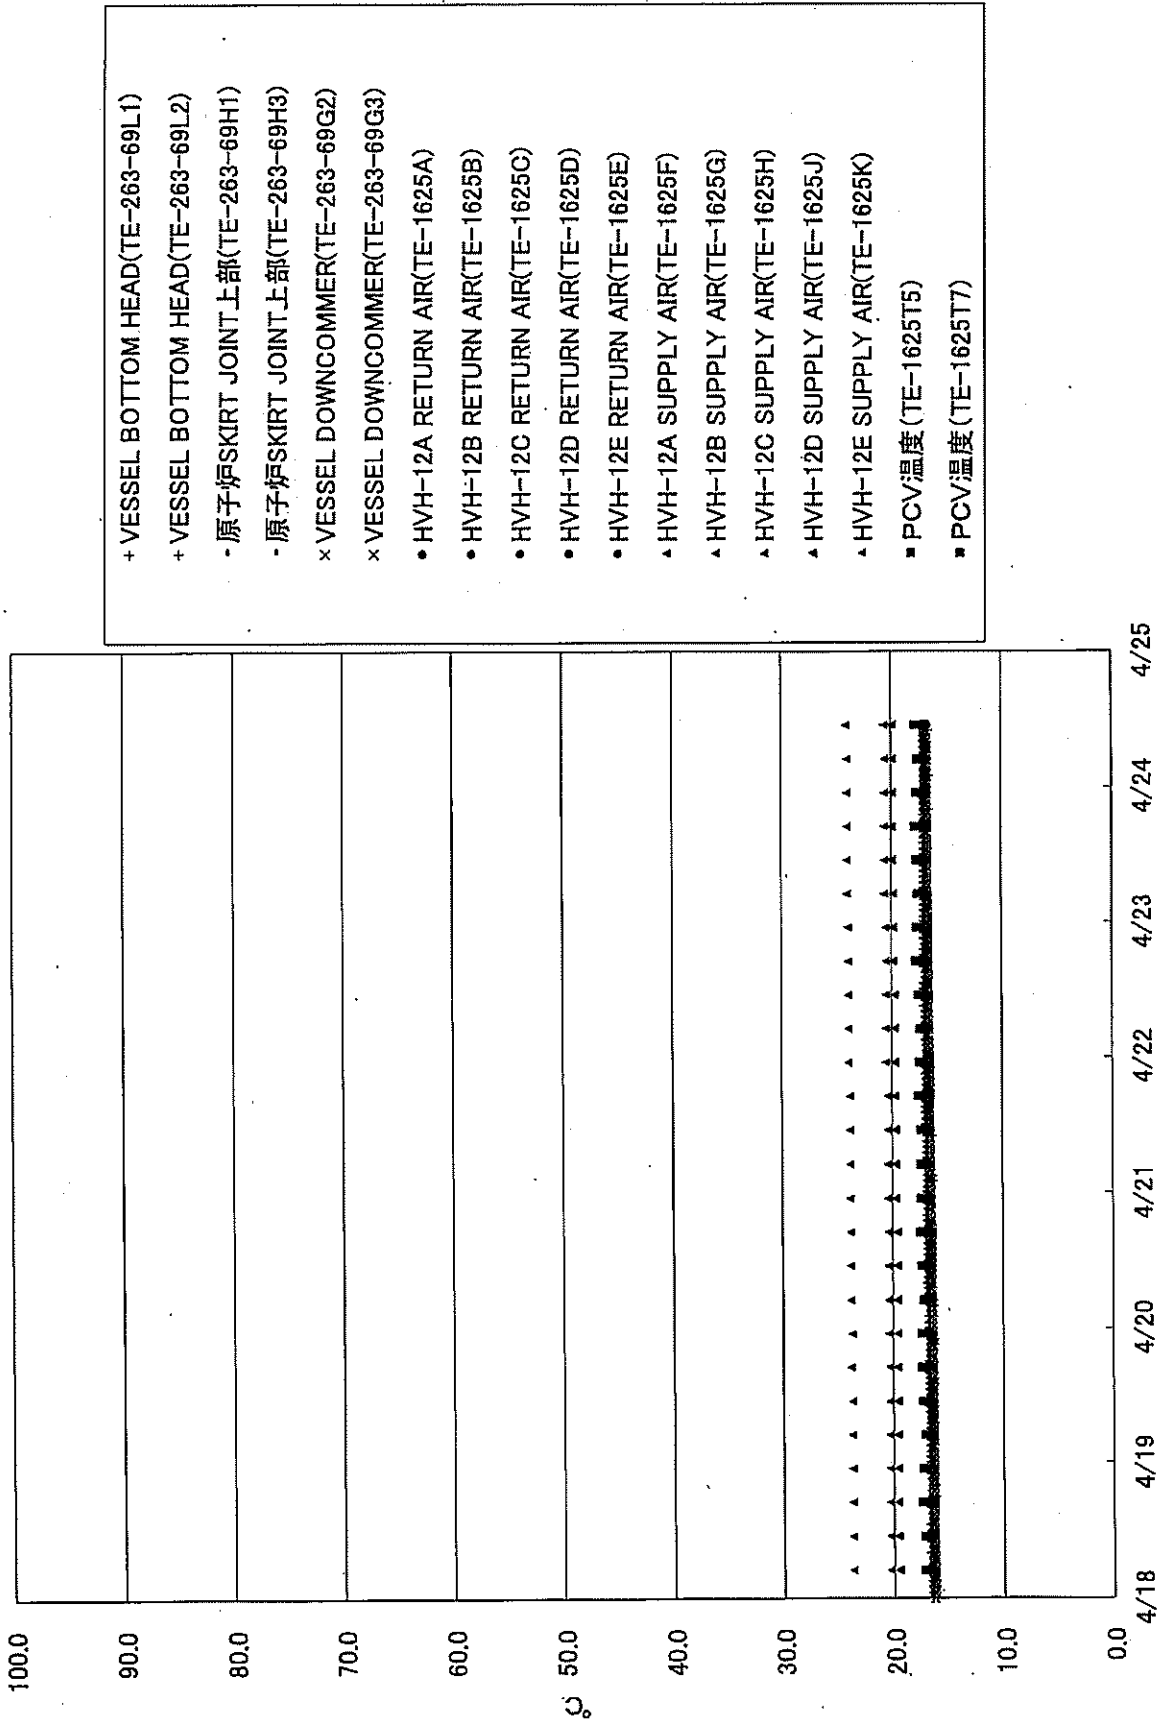 ℃
100.0
90.0
80.0
70.0
60.0
50.0
40.0
30.0
20.0
10.0
0.0
4/18
4/19
4/20
4/21
4/22
4/23
4/24
4/25
+ VESSEL BOTTOM HEAD(TE-263-69L1)
+ VESSEL BOTTOM HEAD(TE-263-69L2)
- 原子炉SKIRT JOINT上部(TE-263-69H1)
- 原子炉SKIRT JOINT上部(TE-263-69H3)
× VESSEL DOWNCOMMER(TE-263-69G2)
× VESSEL DOWNCOMMER(TE-263-69G3)
● HVH-12A RETURN AIR(TE-1625A)
● HVH-12B RETURN AIR(TE-1625B)
● HVH-12C RETURN AIR(TE-1625C)
● HVH-12D RETURN AIR(TE-1625D)
● HVH-12E RETURN AIR(TE-1625E)
▲ HVH-12A SUPPLY AIR(TE-1625F)
▲ HVH-12B SUPPLY AIR(TE-1625G)
▲ HVH-12C SUPPLY AIR(TE-1625H)
▲ HVH-12D SUPPLY AIR(TE-1625J)
▲ HVH-12E SUPPLY AIR(TE-1625K)
■ PCV温度(TE-1625T5)
■ PCV温度(TE-1625T7)